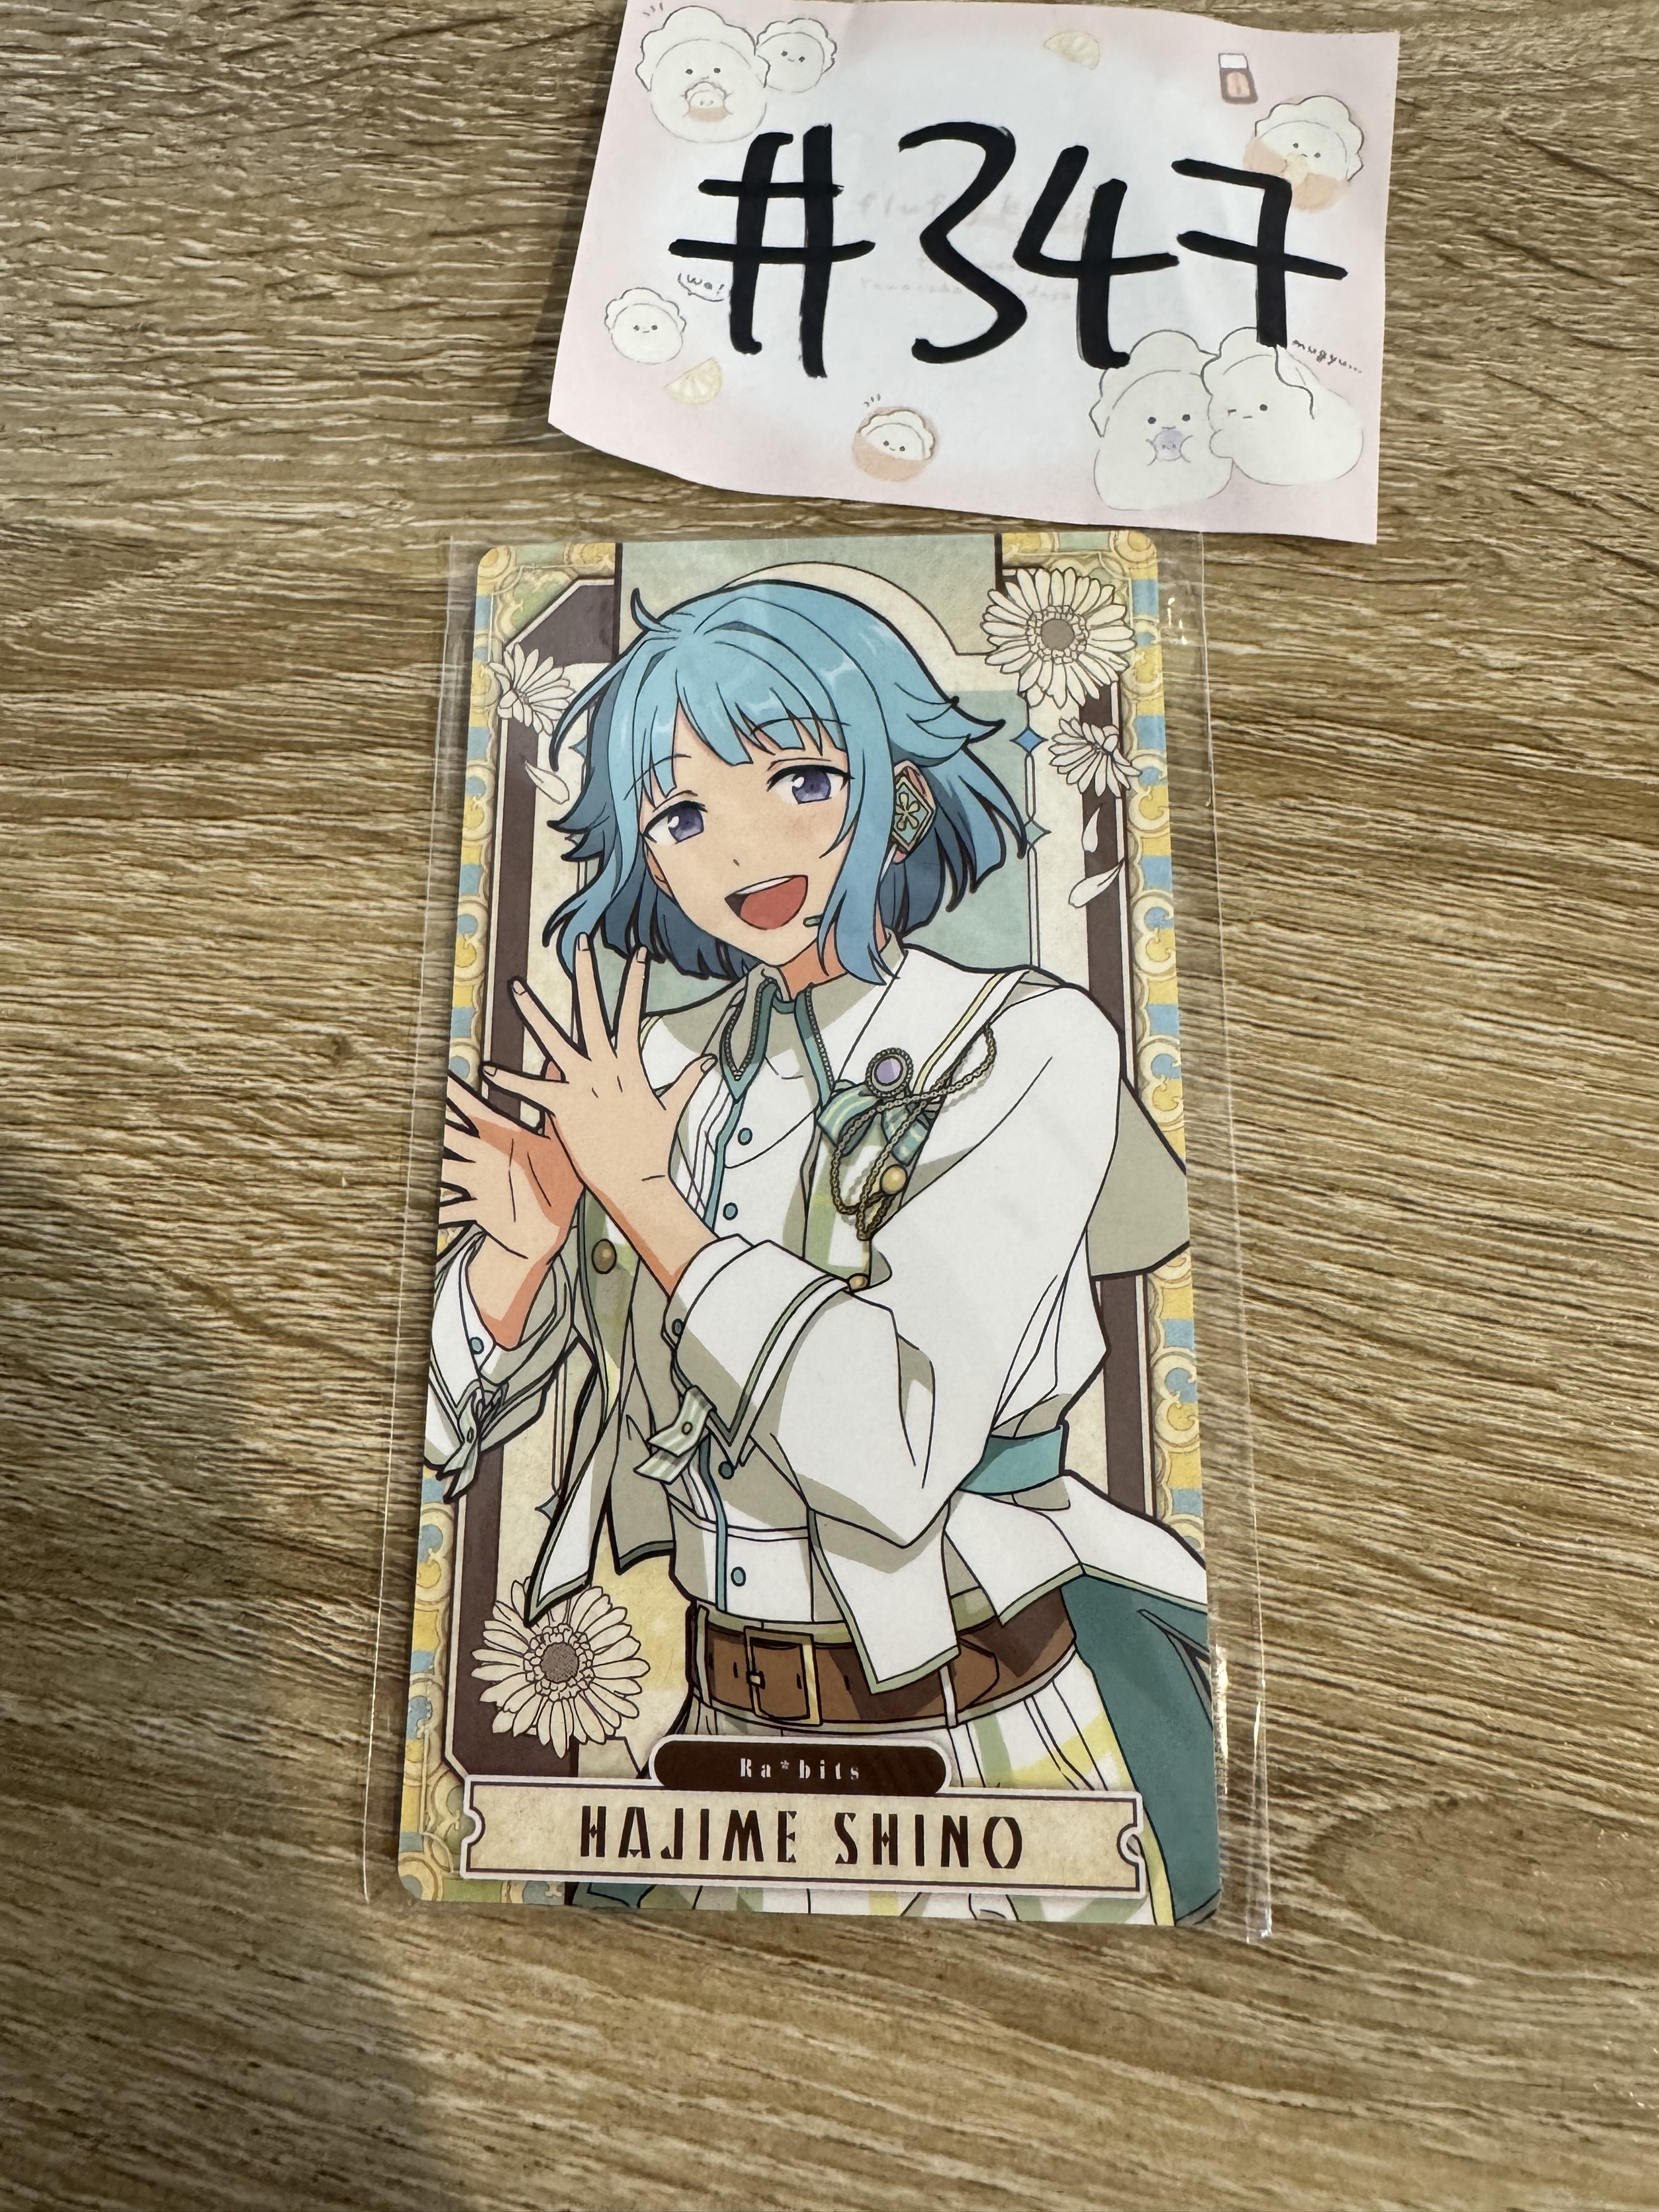 #347
(wa!
mugyu...
Ra*bits
HAJIME SHINO